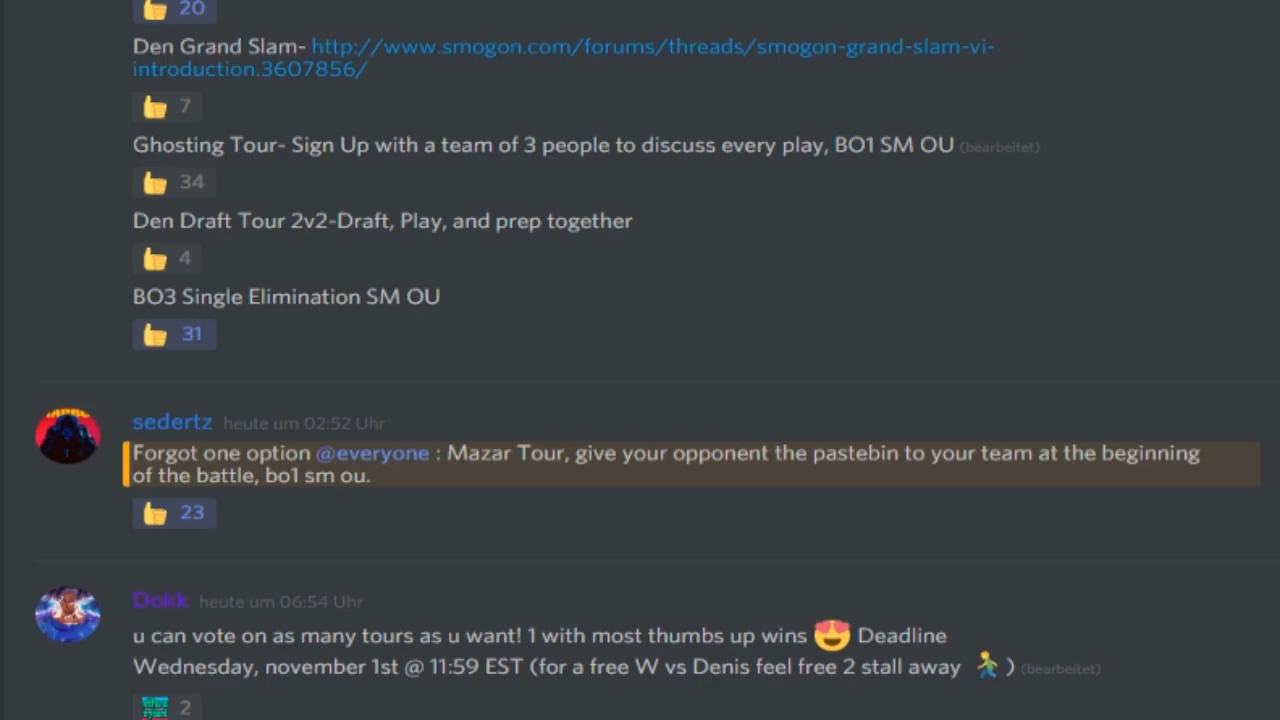 20
Den Grand Slam- http://www.smogon.com/forums/threads/smogon-grand-slam-vi-
introduction.3607856/
7
Ghosting Tour- Sign Up with a team of 3 people to discuss every play, BO1 SM OU (bearbeitet)
34
Den Draft Tour 2v2-Draft, Play, and prep together
4
BO3 Single Elimination SM OU
31
sedertz heute um 02:52 Uhr
Forgot one option @everyone : Mazar Tour, give your opponent the pastebin to your team at the beginning
of the battle, bo1 sm ou.
23
Dokk heute um 06:54 Uhr
u can vote on as many tours as u want! 1 with most thumbs up wins 😍 Deadline
Wednesday, november 1st @ 11:59 EST (for a free W vs Denis feel free 2 stall away 🏃 ) (bearbeitet)
2